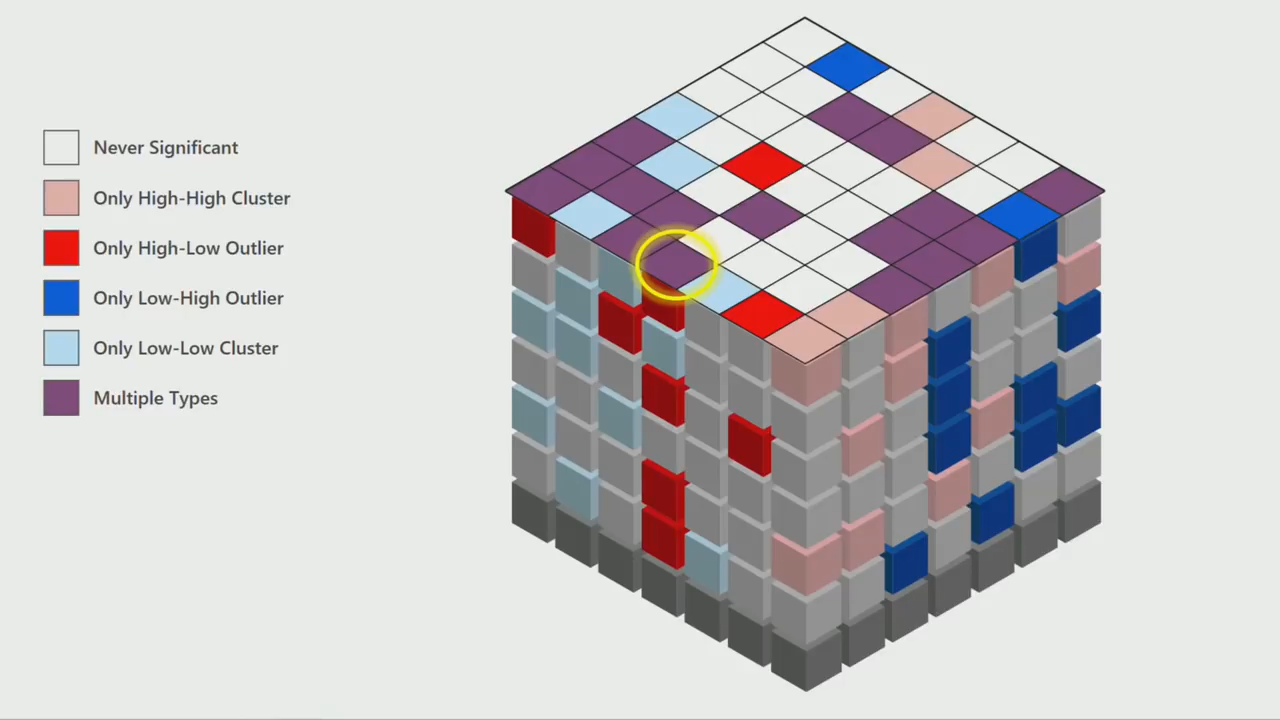 Never Significant
Only High-High Cluster
Only High-Low Outlier
Only Low-High Outlier
Only Low-Low Cluster
Multiple Types